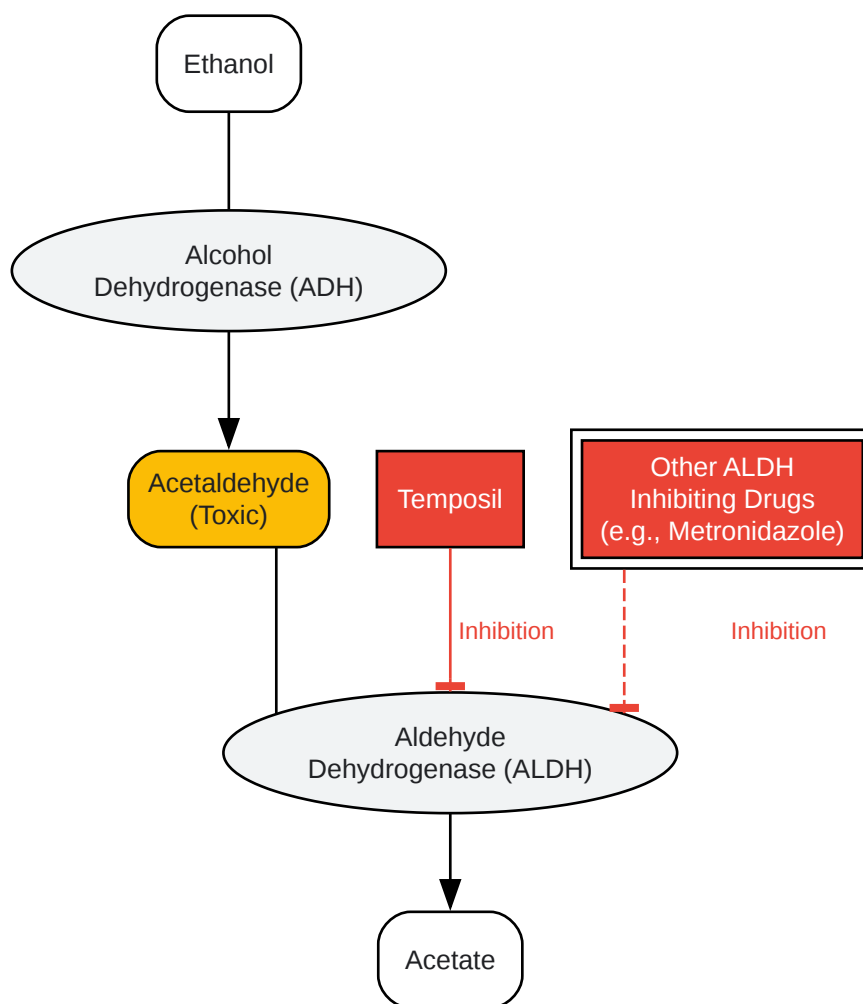 Ethanol
Alcohol
Dehydrogenase (ADH)
Acetaldehyde
(Toxic)
Temposil
Other ALDH
Inhibiting Drugs
(e.g., Metronidazole)
Inhibition
Inhibition
Aldehyde
Dehydrogenase (ALDH)
Acetate